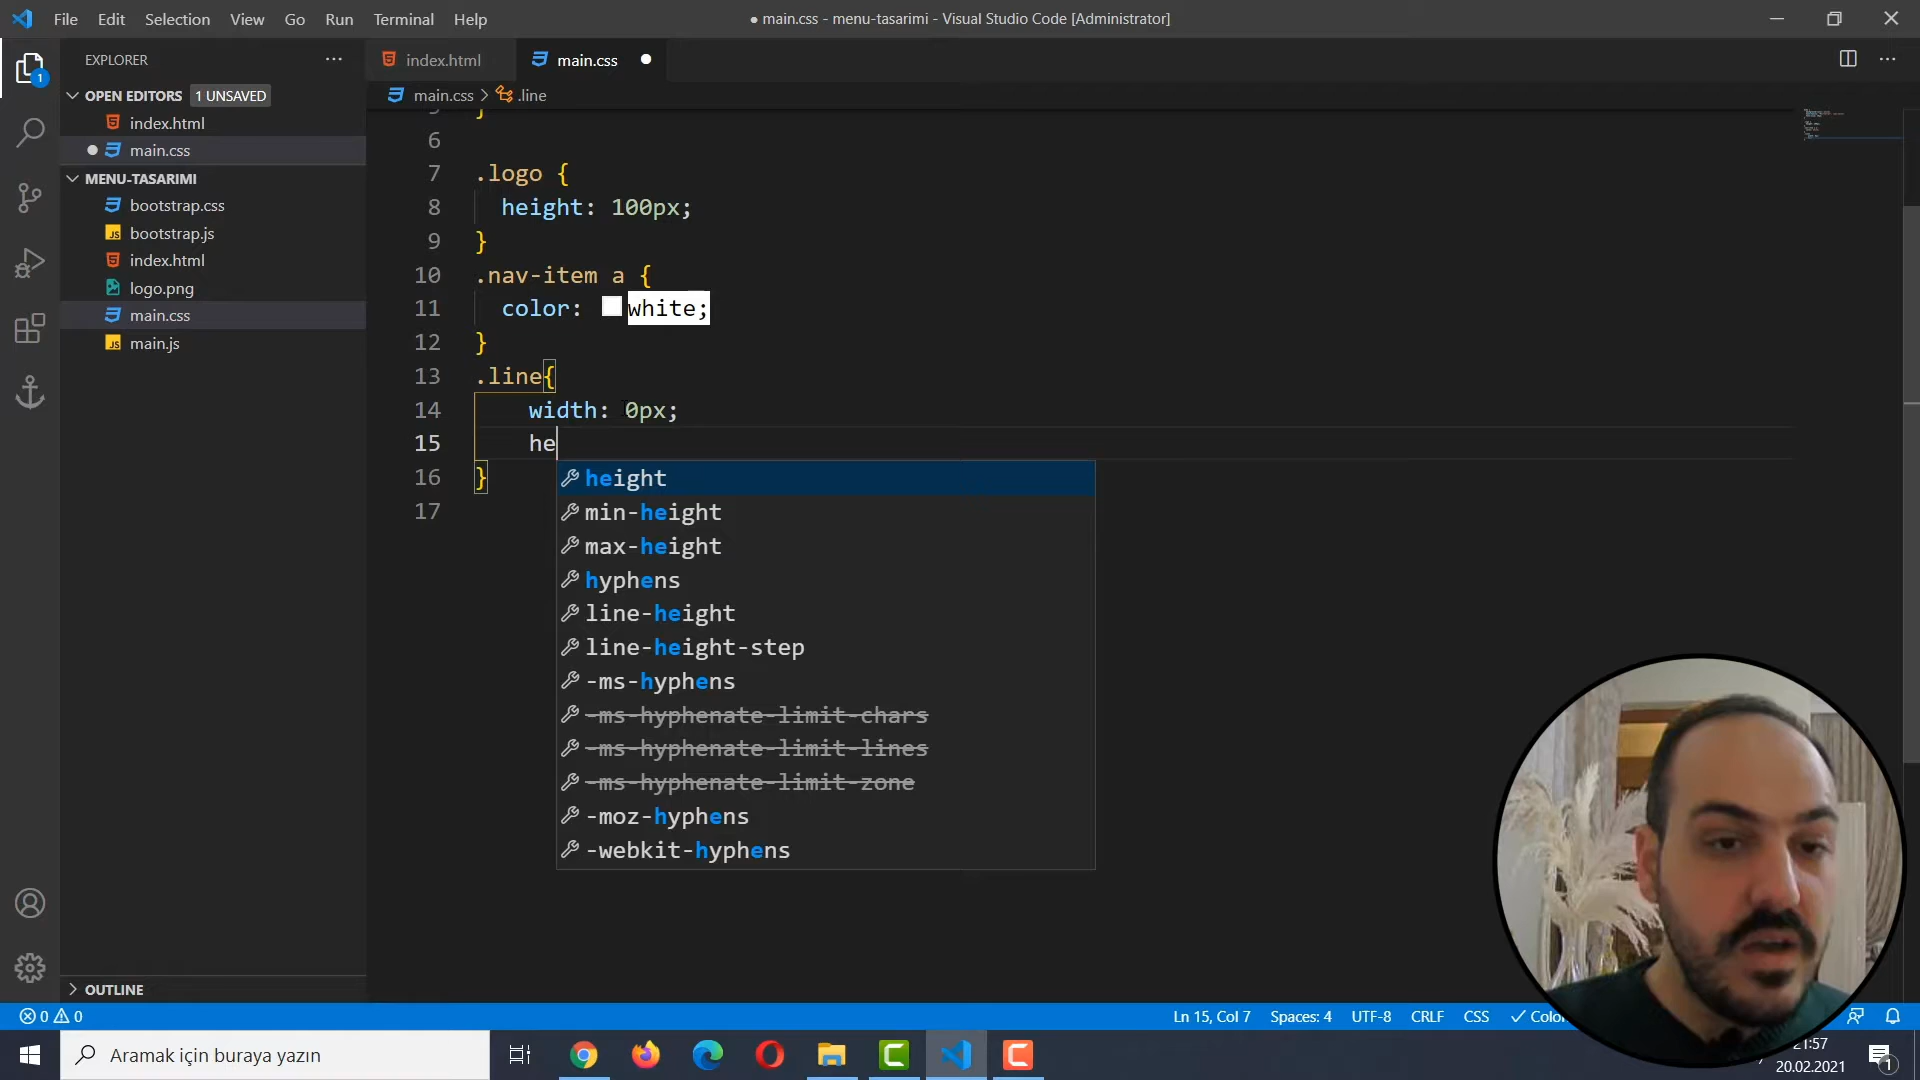 File Edit Selection View Go Run Terminal Help
● main.css - menu-tasarimi - Visual Studio Code [Administrator]
EXPLORER
OPEN EDITORS 1 UNSAVED
index.html
main.css
MENU-TASARIMI
bootstrap.css
bootstrap.js
index.html
logo.png
main.css
main.js
OUTLINE
index.html
main.css
main.css > .line
5 }
6
7 .logo {
8 height: 100px;
9 }
10 .nav-item a {
11 color: white;
12 }
13 .line{
14 width: 0px;
15 he
16 }
17
height
min-height
max-height
hyphens
line-height
line-height-step
-ms-hyphens
-ms-hyphenate-limit-chars
-ms-hyphenate-limit-lines
-ms-hyphenate-limit-zone
-moz-hyphens
-webkit-hyphens
1
0 0
Ln 15, Col 7 Spaces: 4 UTF-8 CRLF CSS
Aramak için buraya yazın
21:57
20.02.2021
1